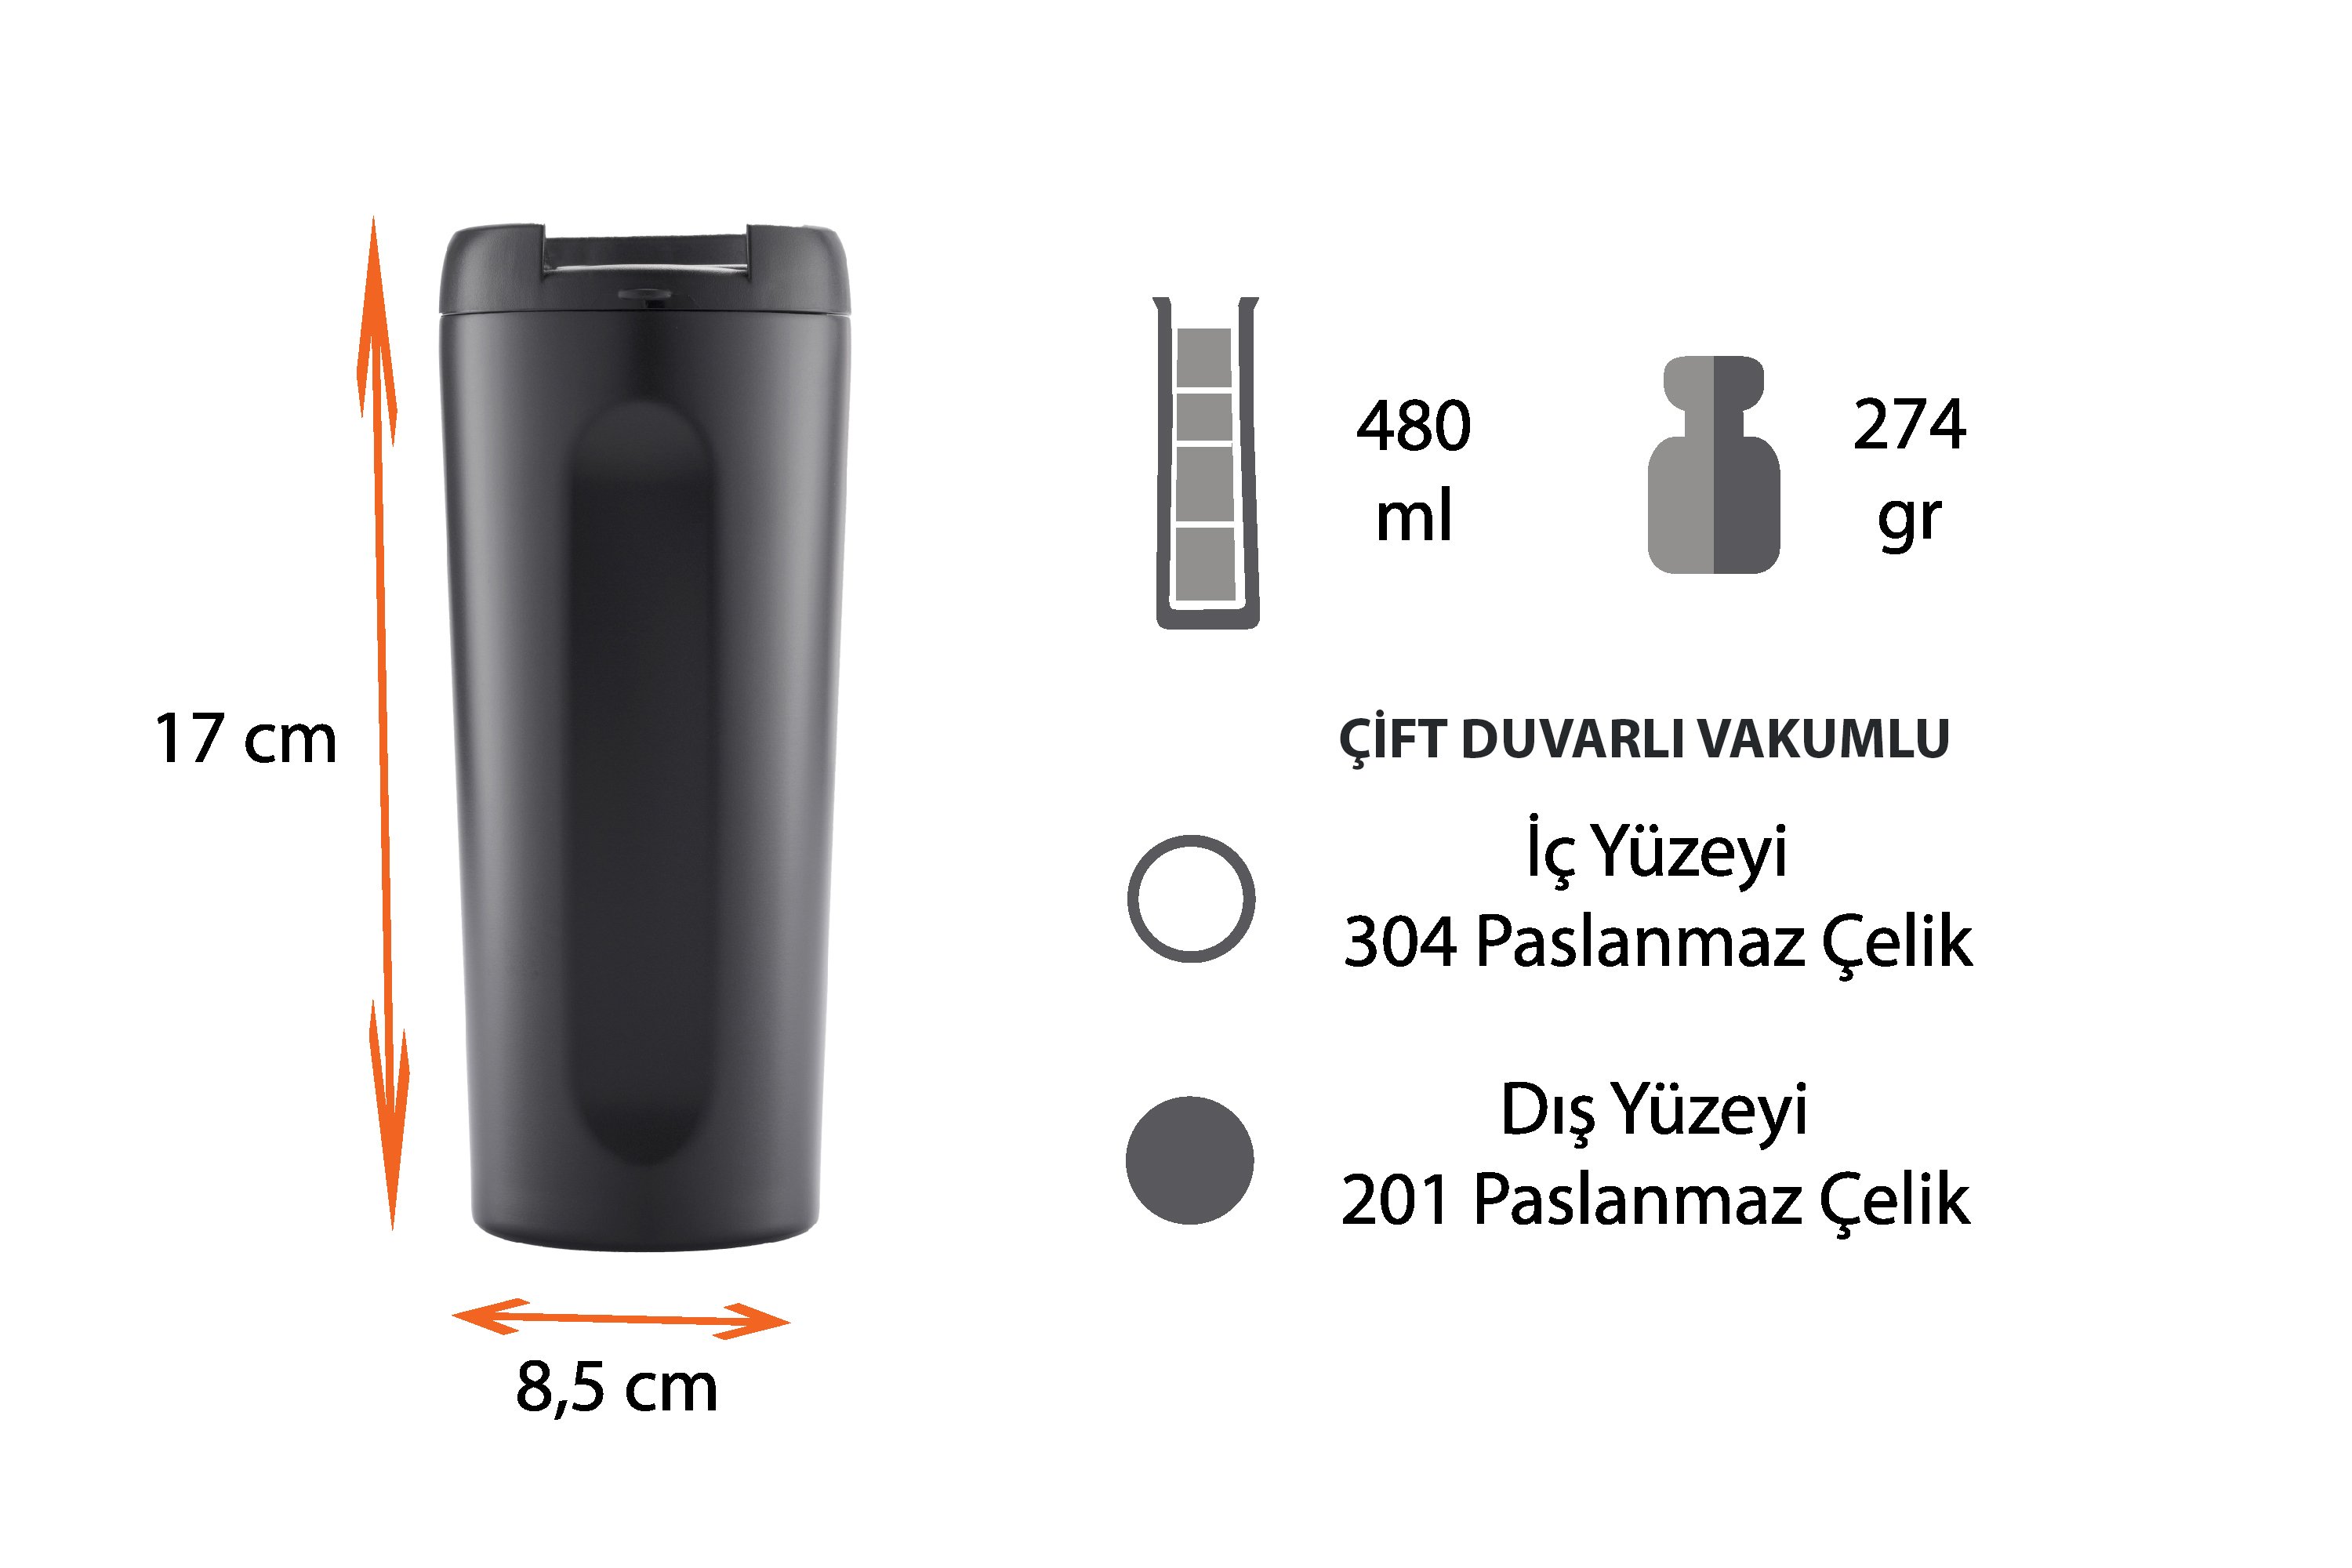 480
ml
274
gr
17 cm
ÇİFT DUVARLI VAKUMLU
İç Yüzeyi
304 Paslanmaz Çelik
Dış Yüzeyi
201 Paslanmaz Çelik
8,5 cm